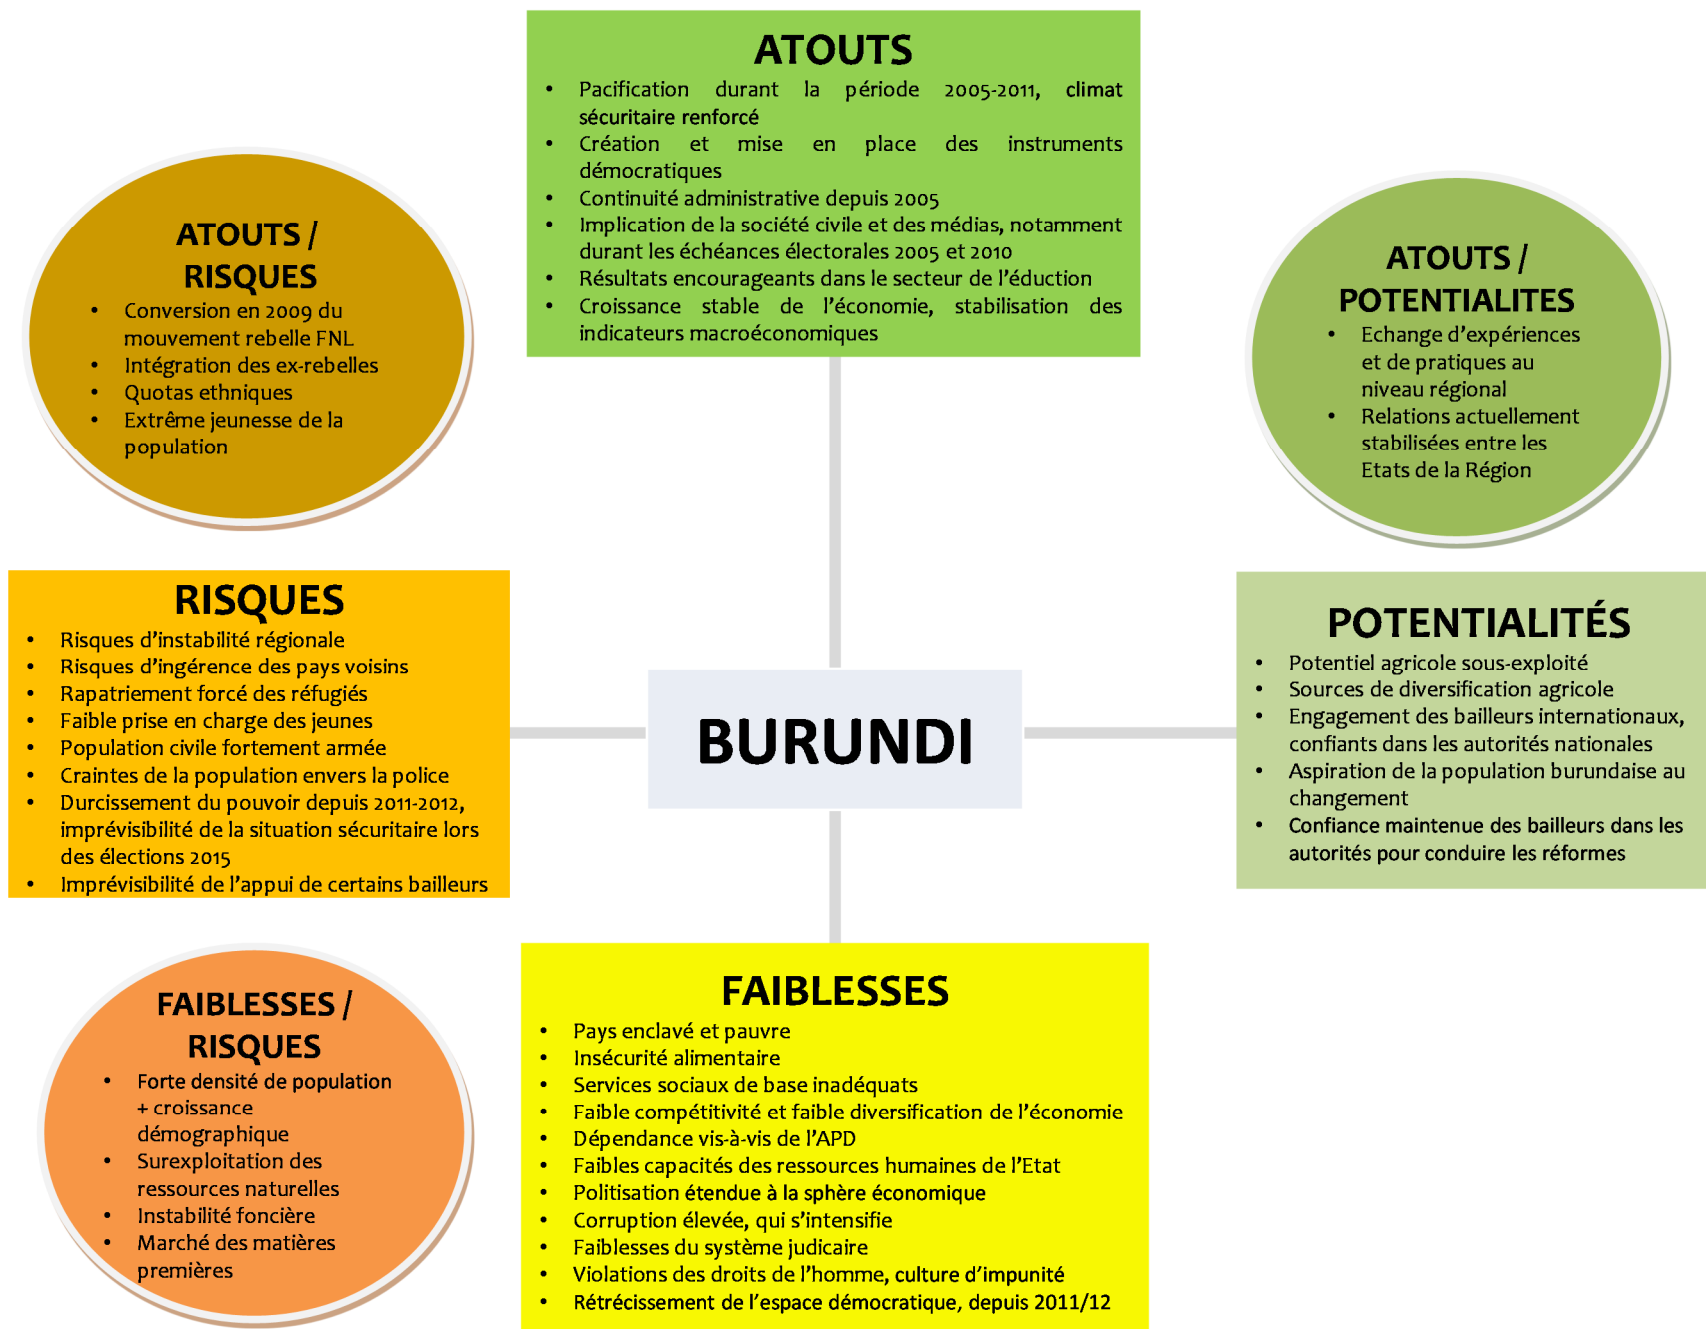 ATOUTS
• Pacification durant la période 2005-2011, climat
sécuritaire renforcé
• Création et mise en place des instruments
démocratiques
• Continuité administrative depuis 2005
• Implication de la société civile et des médias, notamment
durant les échéances électorales 2005 et 2010
• Résultats encourageants dans le secteur de l'éduction
• Croissance stable de l'économie, stabilisation des
indicateurs macroéconomiques
ATOUTS /
RISQUES
• Conversion en 2009 du
mouvement rebelle FNL
• Intégration des ex-rebelles
• Quotas ethniques
• Extrême jeunesse de la
population
ATOUTS /
POTENTIALITES
• Echange d'expériences
et de pratiques au
niveau régional
• Relations actuellement
stabilisées entre les
Etats de la Région
RISQUES
• Risques d'instabilité régionale
• Risques d'ingérence des pays voisins
• Rapatriement forcé des réfugiés
• Faible prise en charge des jeunes
• Population civile fortement armée
• Craintes de la population envers la police
• Durcissement du pouvoir depuis 2011-2012,
imprévisibilité de la situation sécuritaire lors
des élections 2015
• Imprévisibilité de l'appui de certains bailleurs
BURUNDI
POTENTIALITÉS
• Potentiel agricole sous-exploité
• Sources de diversification agricole
• Engagement des bailleurs internationaux,
confiants dans les autorités nationales
• Aspiration de la population burundaise au
changement
• Confiance maintenue des bailleurs dans les
autorités pour conduire les réformes
FAIBLESSES /
RISQUES
• Forte densité de population
+ croissance
démographique
• Surexploitation des
ressources naturelles
• Instabilité foncière
• Marché des matières
premières
FAIBLESSES
• Pays enclavé et pauvre
• Insécurité alimentaire
• Services sociaux de base inadéquats
• Faible compétitivité et faible diversification de l'économie
• Dépendance vis-à-vis de l'APD
• Faibles capacités des ressources humaines de l'Etat
• Politisation étendue à la sphère économique
• Corruption élevée, qui s'intensifie
• Faiblesses du système judicaire
• Violations des droits de l'homme, culture d'impunité
• Rétrécissement de l'espace démocratique, depuis 2011/12